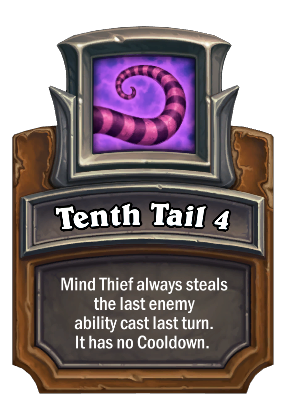 Tenth Tail 4
Mind Thief always steals
the last enemy
ability cast last turn.
It has no Cooldown.